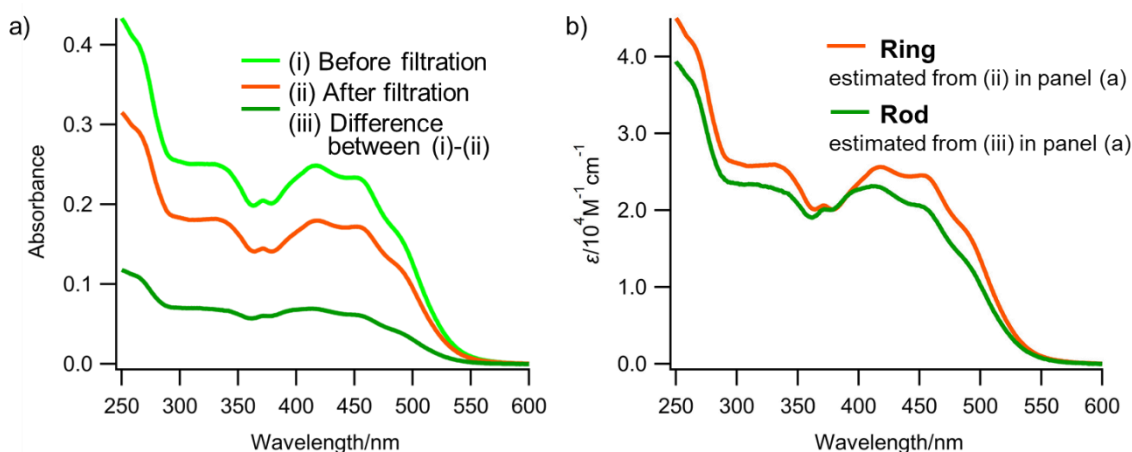 a)
0.4
0.3
0.2
0.1
0.0
Absorbance
(i) Before filtration
(ii) After filtration
(iii) Difference
between (i)-(ii)
250 300 350 400 450 500 550 600
Wavelength/nm
b)
4.0
3.0
2.0
1.0
0.0
ε/10⁴M⁻¹cm⁻¹
Ring
estimated from (ii) in panel (a)
Rod
estimated from (iii) in panel (a)
250 300 350 400 450 500 550 600
Wavelength/nm